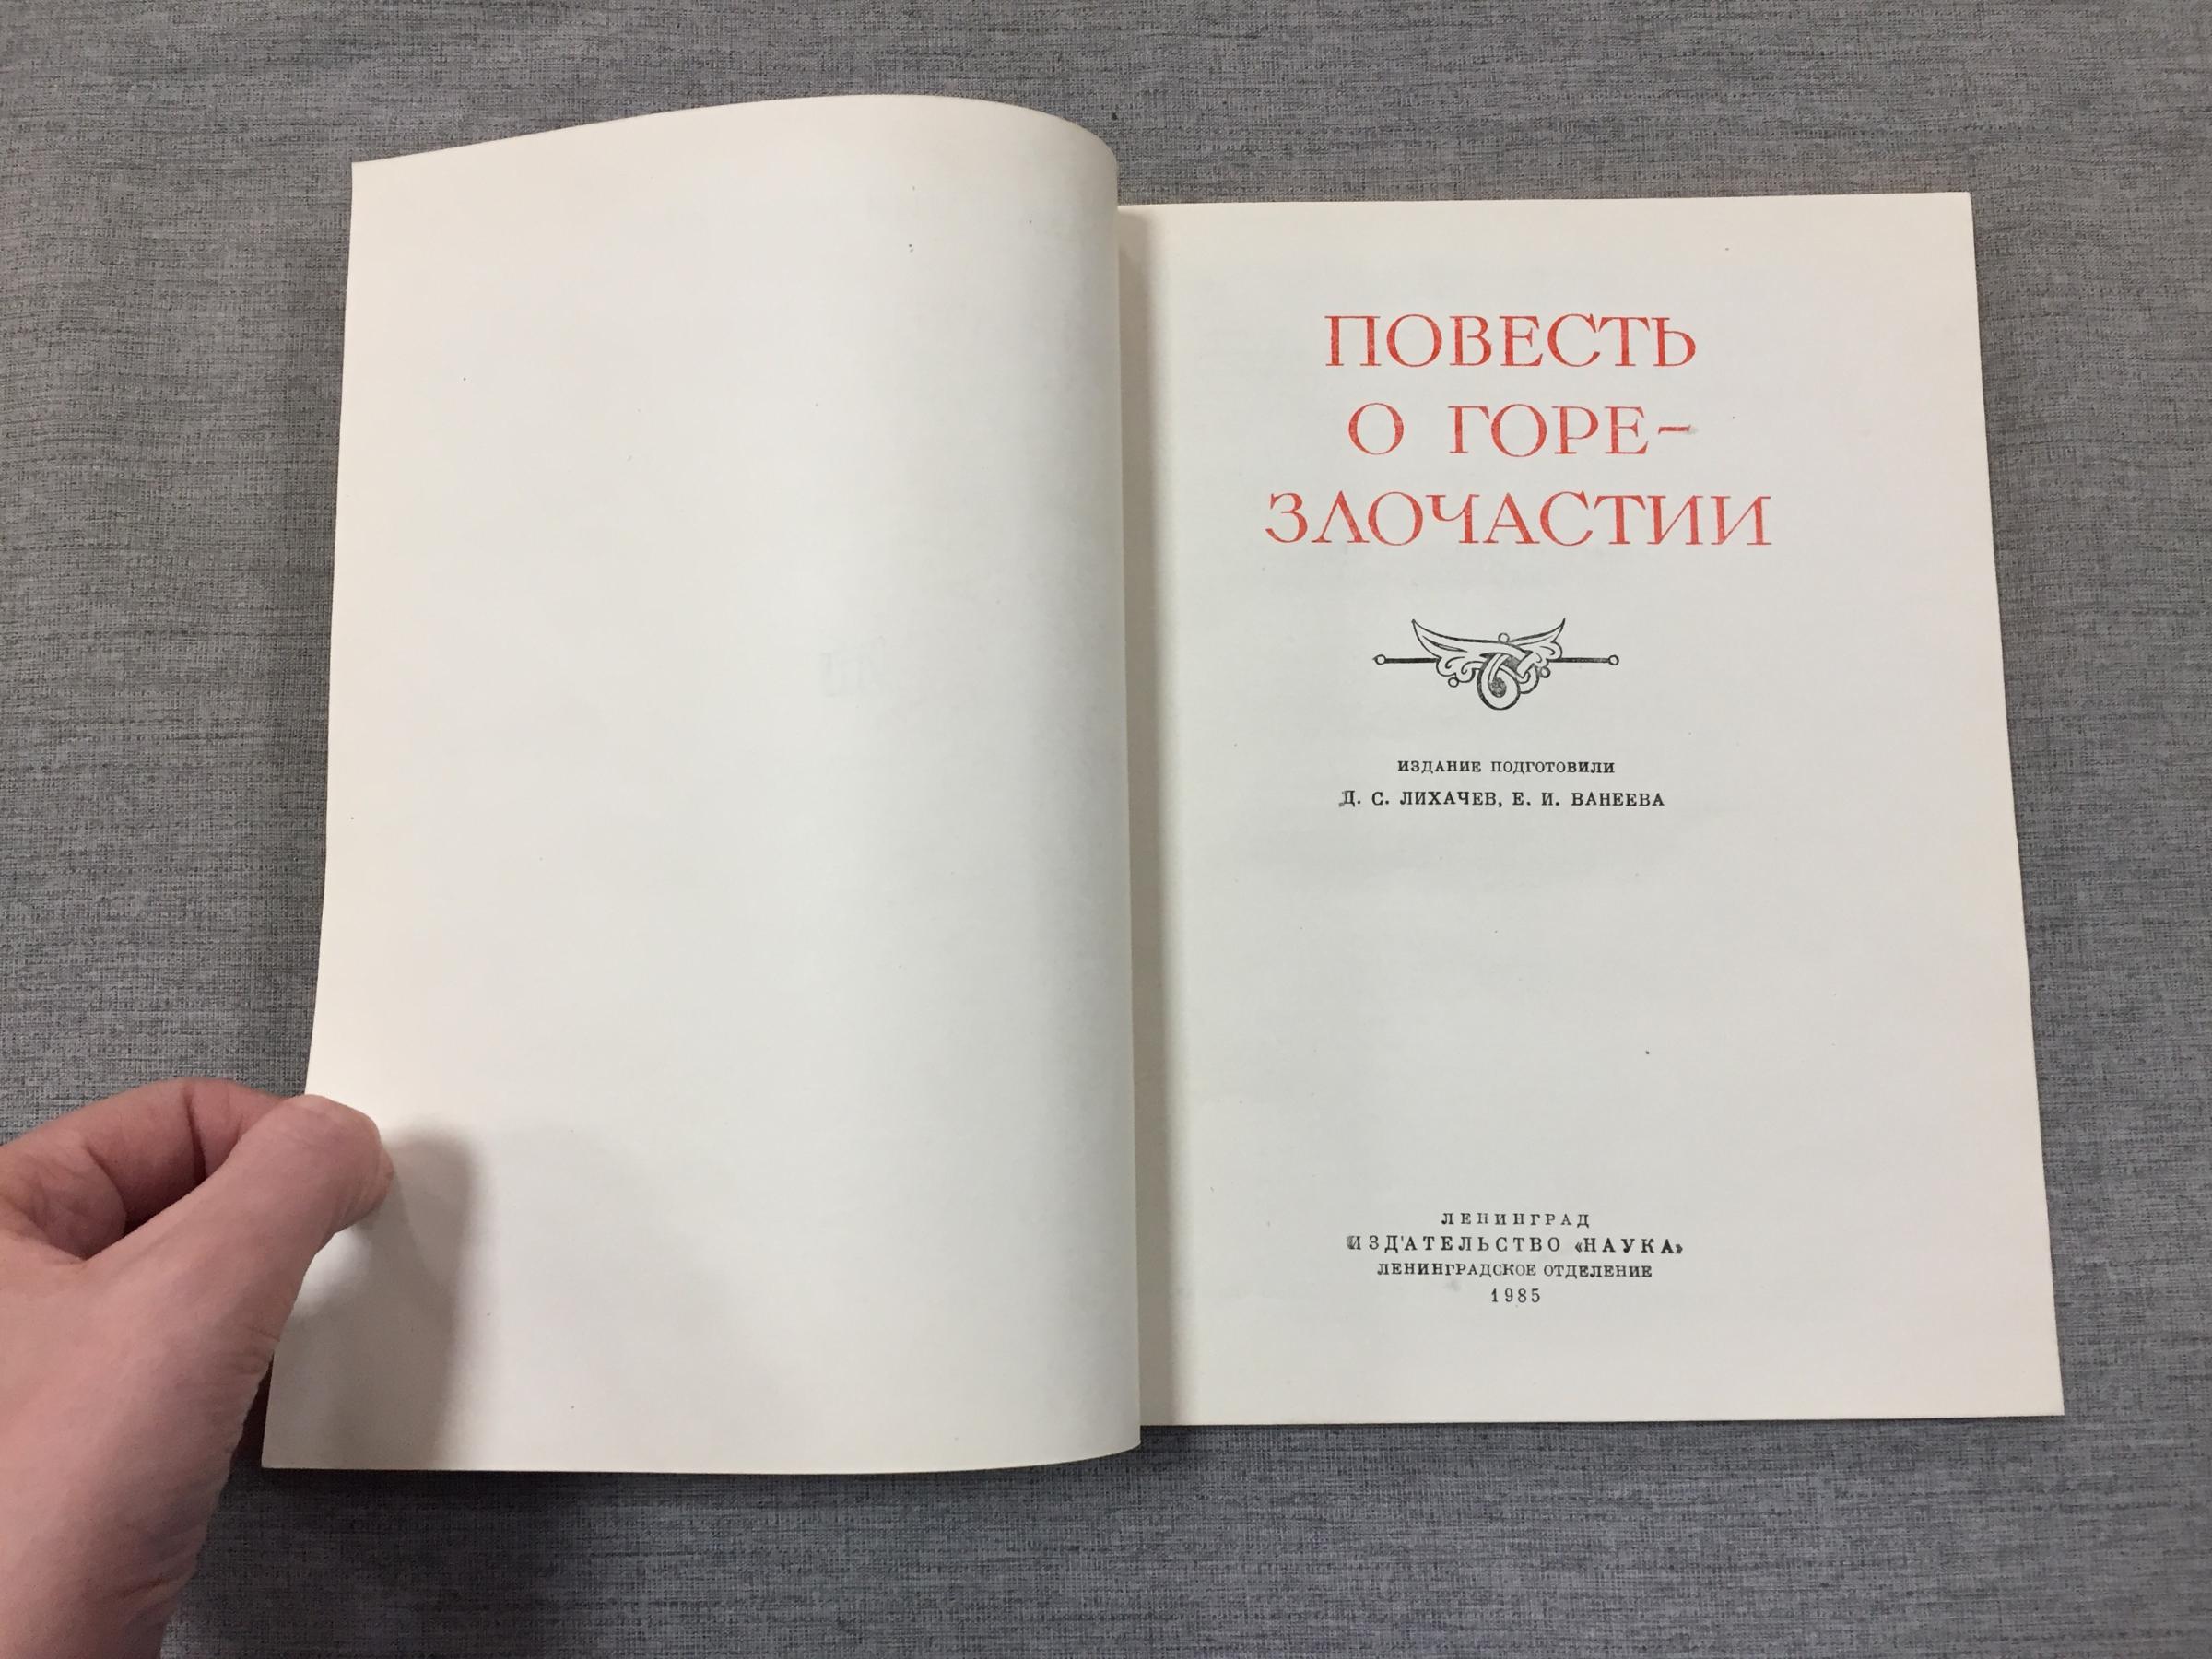 ПОВЕСТЬ
О ГОРЕ-
ЗЛОЧАСТИИ
ИЗДАНИЕ ПОДГОТОВИЛИ
Д. С. ЛИХАЧЕВ, Е. И. ВАНЕЕВА
ЛЕНИНГРАД
ИЗДАТЕЛЬСТВО «НАУКА»
ЛЕНИНГРАДСКОЕ ОТДЕЛЕНИЕ
1985